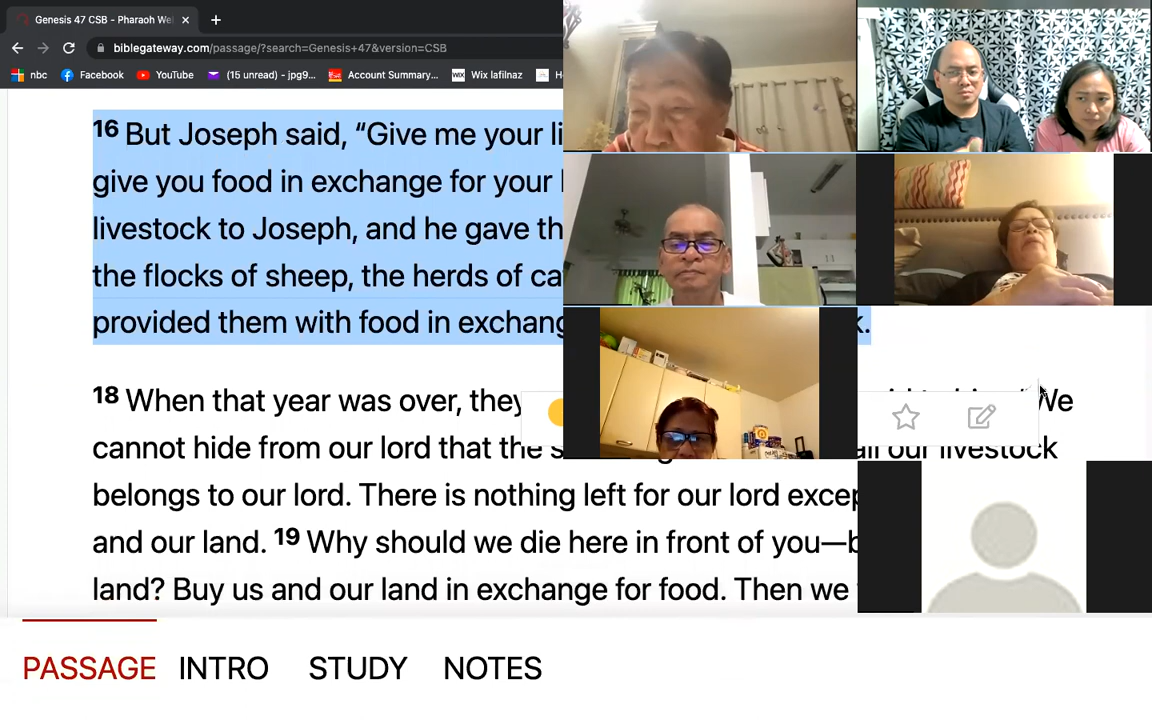 Genesis 47 CSB - Pharaoh Wel
biblegateway.com/passage/?search=Genesis+47&version=CSB
nbc Facebook YouTube (15 unread) - jpg9... Account Summary... WIX Wix lafilnaz
16 But Joseph said, “Give me your li
give you food in exchange for your
livestock to Joseph, and he gave th
the flocks of sheep, the herds of ca
provided them with food in exchang k.
18 When that year was over, they We
cannot hide from our lord that the all our livestock
belongs to our lord. There is nothing left for our lord excep
and our land. 19 Why should we die here in front of you—b
land? Buy us and our land in exchange for food. Then we
PASSAGE INTRO STUDY NOTES